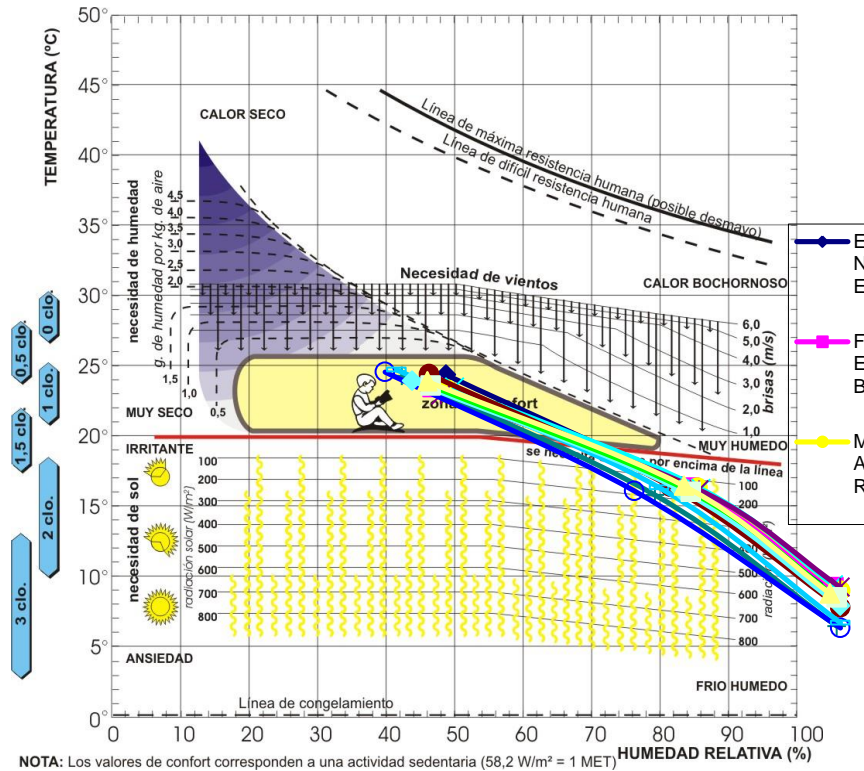 TEMPERATURA (ºC)
50°
45°
40°
35°
30°
25°
20°
15°
10°
5°
0°
CALOR SECO
Línea de máxima resistencia humana (posible desmayo)
Línea de difícil resistencia humana
necesidad de humedad
g. de humedad por kg. de aire
4,5
4,0
3,5
3,0
2,5
2,0
1,5
1,0
0,5
Necesidad de vientos
CALOR BOCHORNOSO
6,0
5,0
4,0
3,0
2,0
1,0
brisas (m/s)
0 clo.
0,5 clo.
1 clo.
1,5 clo.
2 clo.
3 clo.
E
N
E
F
E
B
M
A
R
MUY SECO
MUY HUMEDO
IRRITANTE
se
por encima de la línea
necesidad de sol
radiación solar (W/m²)
100
200
300
400
500
600
700
800
100
200
500
600
700
800
ANSIEDAD
FRIO HUMEDO
Línea de congelamiento
0 10 20 30 40 50 60 70 80 90 100
HUMEDAD RELATIVA (%)
NOTA: Los valores de confort corresponden a una actividad sedentaria (58,2 W/m² = 1 MET)